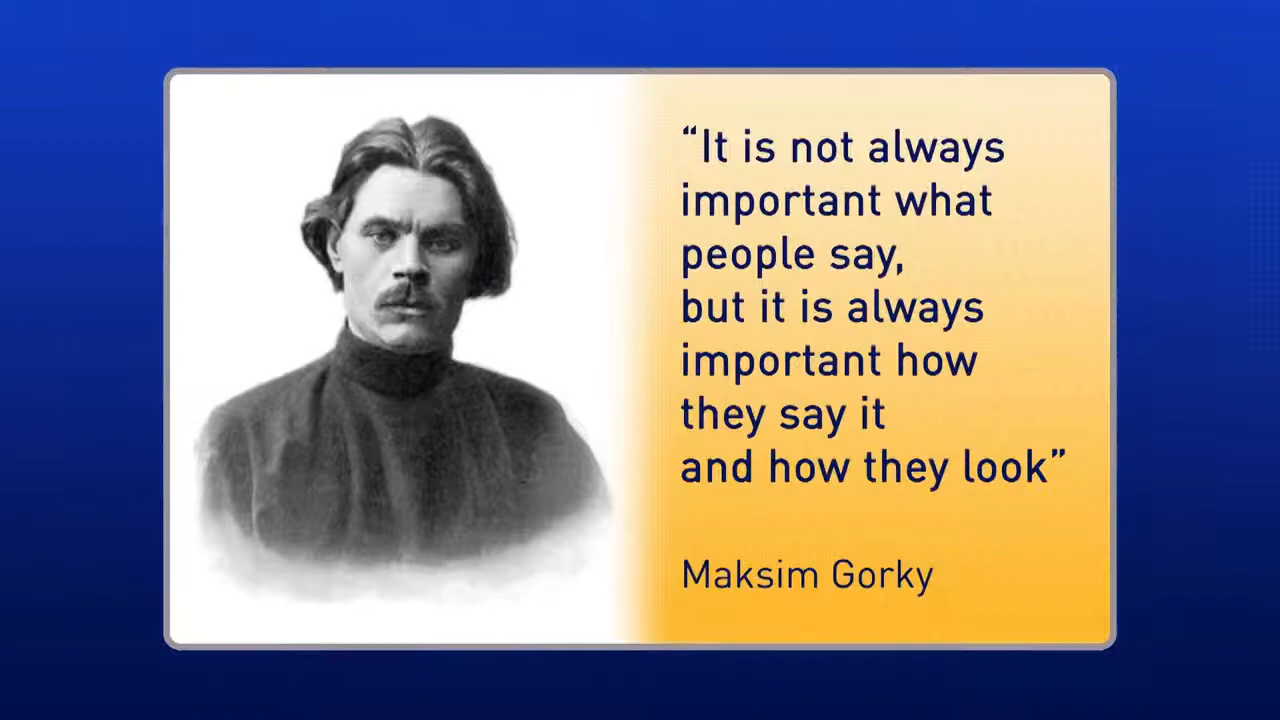 “It is not always
important what
people say,
but it is always
important how
they say it
and how they look”
Maksim Gorky